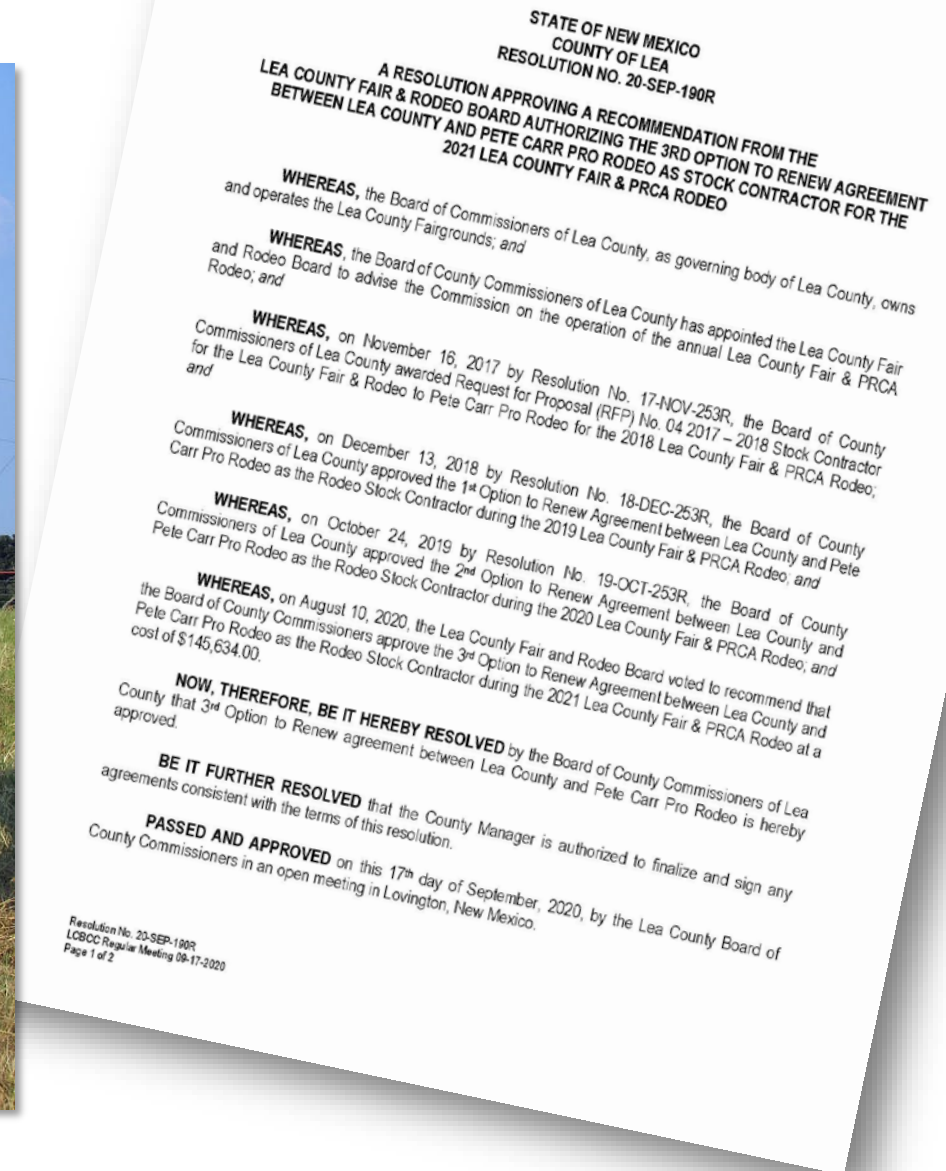 STATE OF NEW MEXICO
COUNTY OF LEA
RESOLUTION NO. 20-SEP-190R
A RESOLUTION APPROVING A RECOMMENDATION FROM THE
LEA COUNTY FAIR & RODEO BOARD AUTHORIZING THE 3RD OPTION TO RENEW AGREEMENT
BETWEEN LEA COUNTY AND PETE CARR PRO RODEO AS STOCK CONTRACTOR FOR THE
2021 LEA COUNTY FAIR & PRCA RODEO
WHEREAS, the Board of Commissioners of Lea County, as governing body of Lea County, owns
and operates the Lea County Fairgrounds; and
WHEREAS, the Board of County Commissioners of Lea County has appointed the Lea County Fair
and Rodeo Board to advise the Commission on the operation of the annual Lea County Fair & PRCA
Rodeo; and
WHEREAS, on November 16, 2017 by Resolution No. 17-NOV-253R, the Board of County
Commissioners of Lea County awarded Request for Proposal (RFP) No. 04 2017 – 2018 Stock Contractor
for the Lea County Fair & Rodeo to Pete Carr Pro Rodeo for the 2018 Lea County Fair & PRCA Rodeo;
and
WHEREAS, on December 13, 2018 by Resolution No. 18-DEC-253R, the Board of County
Commissioners of Lea County approved the 1st Option to Renew Agreement between Lea County and Pete
Carr Pro Rodeo as the Rodeo Stock Contractor during the 2019 Lea County Fair & PRCA Rodeo; and
WHEREAS, on October 24, 2019 by Resolution No. 19-OCT-253R, the Board of County
Commissioners of Lea County approved the 2nd Option to Renew Agreement between Lea County and
Pete Carr Pro Rodeo as the Rodeo Stock Contractor during the 2020 Lea County Fair & PRCA Rodeo; and
WHEREAS, on August 10, 2020, the Lea County Fair and Rodeo Board voted to recommend that
the Board of County Commissioners approve the 3rd Option to Renew Agreement between Lea County and
Pete Carr Pro Rodeo as the Rodeo Stock Contractor during the 2021 Lea County Fair & PRCA Rodeo at a
cost of $145,634.00.
NOW, THEREFORE, BE IT HEREBY RESOLVED by the Board of County Commissioners of Lea
County that 3rd Option to Renew agreement between Lea County and Pete Carr Pro Rodeo is hereby
approved.
BE IT FURTHER RESOLVED that the County Manager is authorized to finalize and sign any
agreements consistent with the terms of this resolution.
PASSED AND APPROVED on this 17th day of September, 2020, by the Lea County Board of
County Commissioners in an open meeting in Lovington, New Mexico.
Resolution No. 20-SEP-190R
LCBCC Regular Meeting 09-17-2020
Page 1 of 2